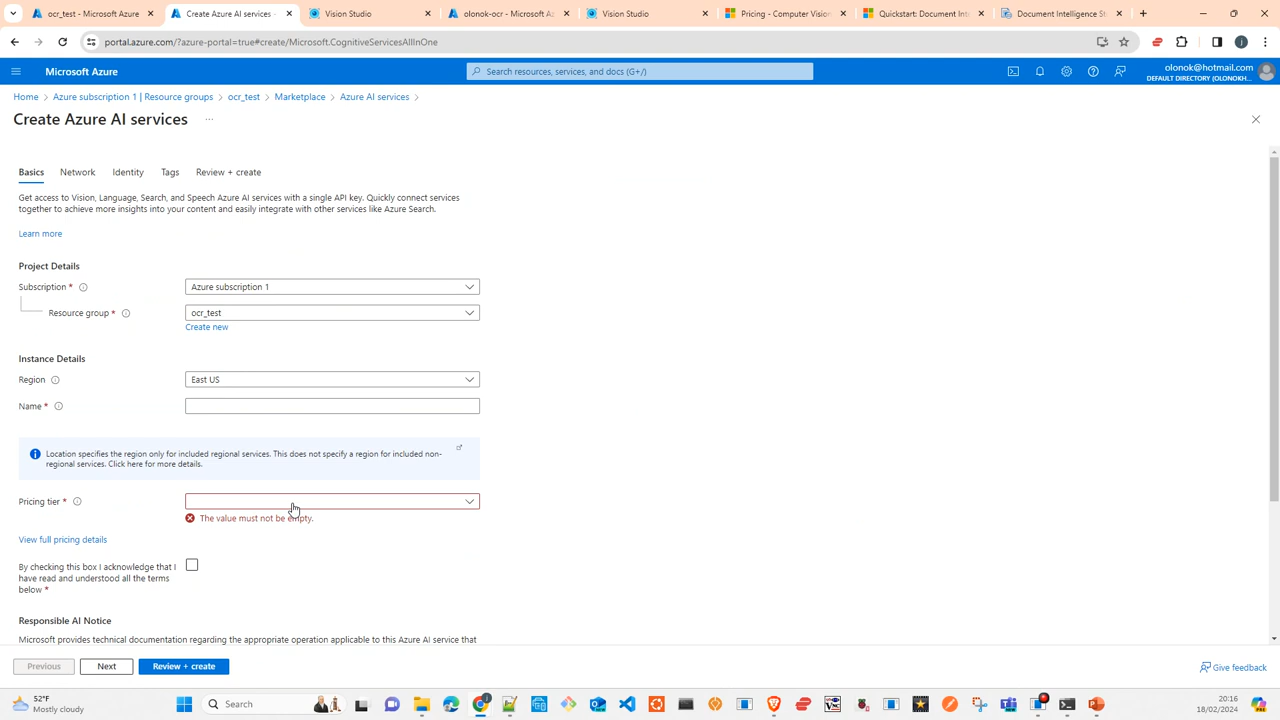 ocr_test - Microsoft Azure
Create Azure AI services
Vision Studio
olonok-ocr - Microsoft Az
Vision Studio
Pricing - Computer Vision
Quickstart: Document Int
Document Intelligence St
portal.azure.com/?azure-portal=true#create/Microsoft.CognitiveServicesAllInOne
Microsoft Azure
Search resources, services, and docs (G+/)
olonok@hotmail.com
DEFAULT DIRECTORY (OLONOKH...
Home > Azure subscription 1 | Resource groups > ocr_test > Marketplace > Azure AI services >
Create Azure AI services
...
Basics
Network
Identity
Tags
Review + create
Get access to Vision, Language, Search, and Speech Azure AI services with a single API key. Quickly connect services
together to achieve more insights into your content and easily integrate with other services like Azure Search.
Learn more
Project Details
Subscription *
Azure subscription 1
Resource group *
ocr_test
Create new
Instance Details
Region
East US
Name *
Location specifies the region only for included regional services. This does not specify a region for included non-
regional services. Click here for more details.
Pricing tier *
The value must not be empty.
View full pricing details
By checking this box I acknowledge that I
have read and understood all the terms
below *
Responsible AI Notice
Microsoft provides technical documentation regarding the appropriate operation applicable to this Azure AI service that
Previous
Next
Review + create
Give feedback
52°F
Mostly cloudy
Search
20:16
18/02/2024